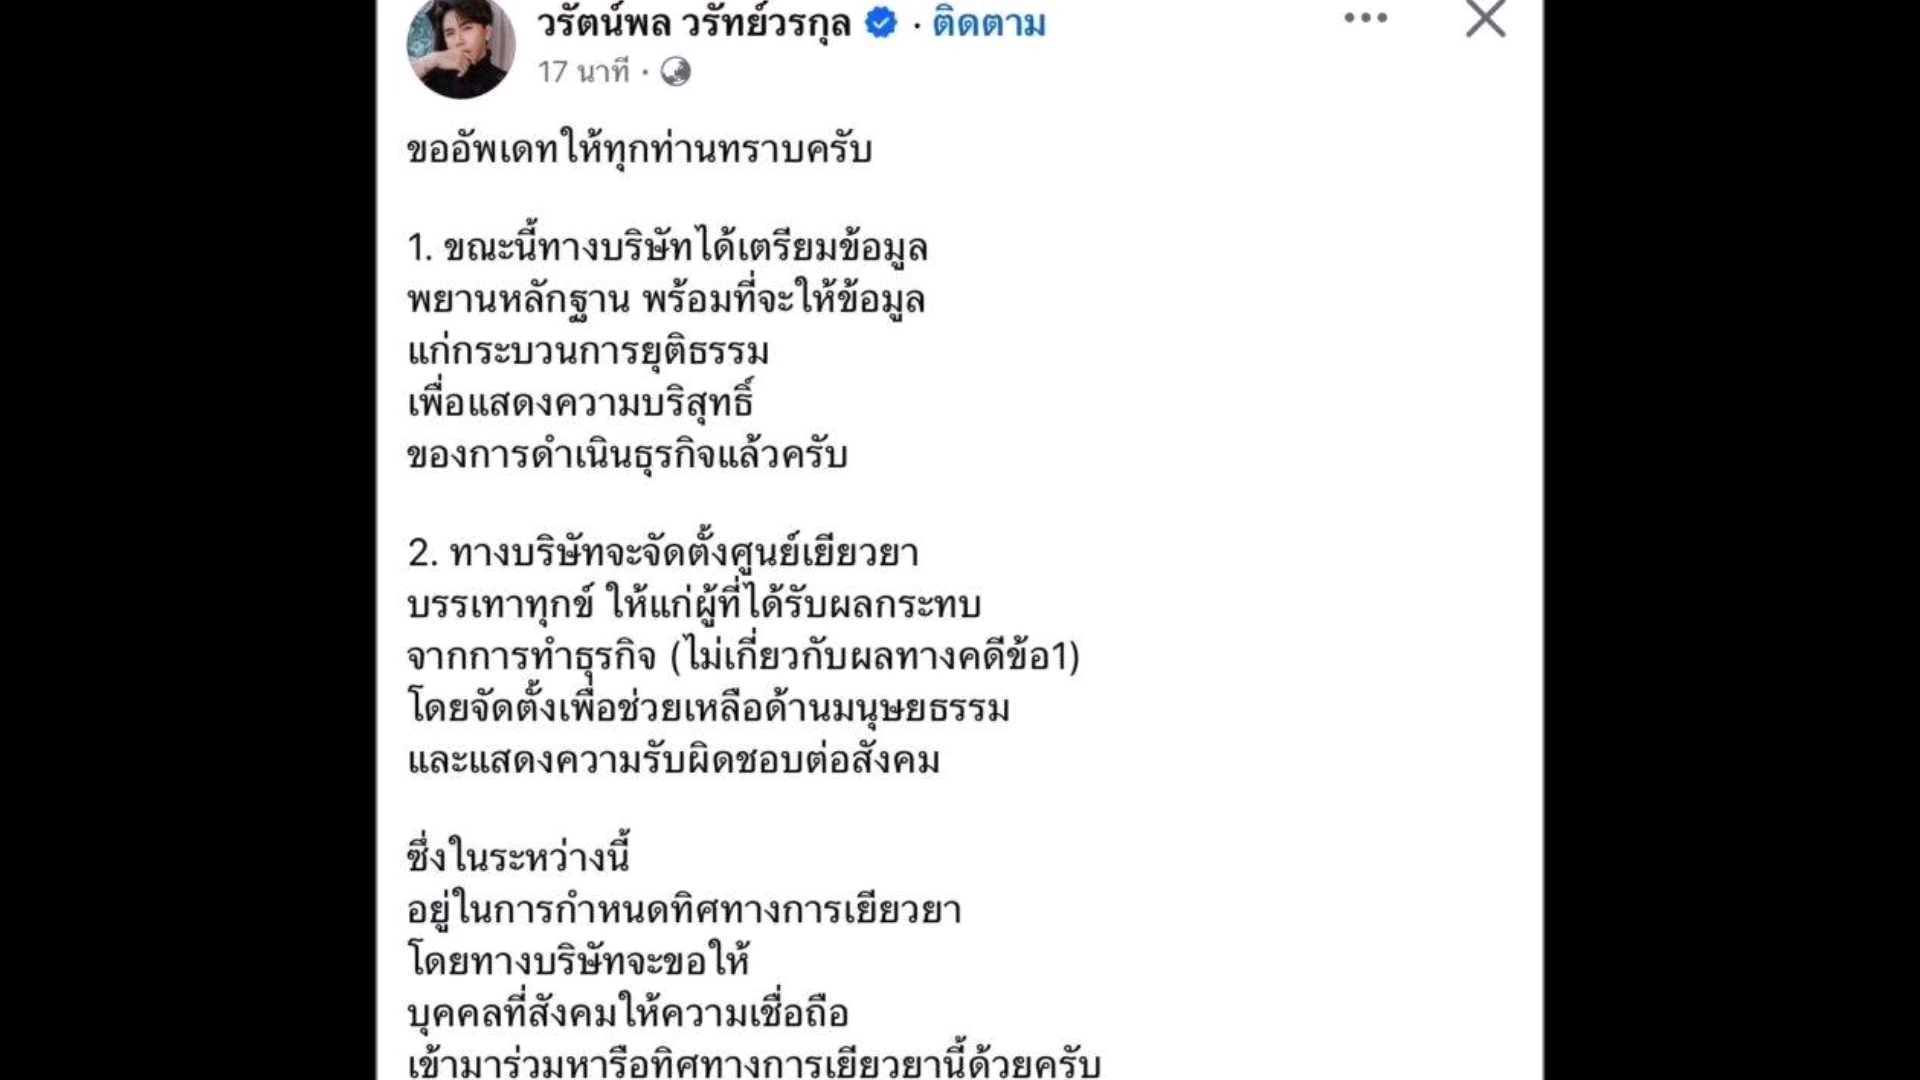 วรัตน์พล วรัทย์วรกุล · ติดตาม
17 นาที ·
ขออัพเดทให้ทุกท่านทราบครับ
1. ขณะนี้ทางบริษัทได้เตรียมข้อมูล
พยานหลักฐาน พร้อมที่จะให้ข้อมูล
แก่กระบวนการยุติธรรม
เพื่อแสดงความบริสุทธิ์
ของการดำเนินธุรกิจแล้วครับ
2. ทางบริษัทจะจัดตั้งศูนย์เยียวยา
บรรเทาทุกข์ ให้แก่ผู้ที่ได้รับผลกระทบ
จากการทำธุรกิจ (ไม่เกี่ยวกับผลทางคดีข้อ1)
โดยจัดตั้งเพื่อช่วยเหลือด้านมนุษยธรรม
และแสดงความรับผิดชอบต่อสังคม
ซึ่งในระหว่างนี้
อยู่ในการกำหนดทิศทางการเยียวยา
โดยทางบริษัทจะขอให้
บุคคลที่สังคมให้ความเชื่อถือ
เข้ามาร่วมหารือทิศทางการเยียวยานี้ด้วยครับ